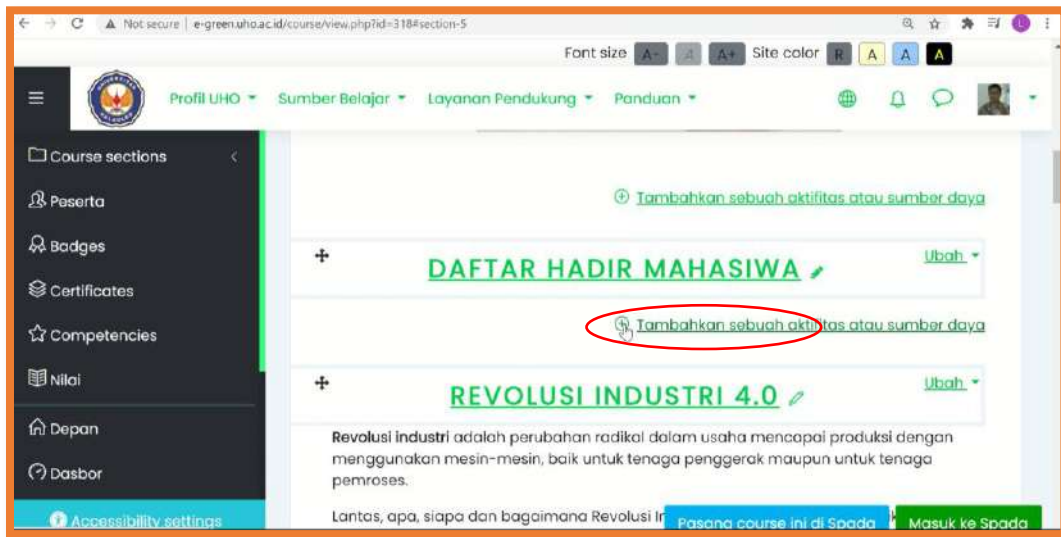 Not secure | e-green.uho.ac.id/course/view.php?id=318#section-5
L
Font size A- A A+ Site color R A A A
Profil UHO Sumber Belajar Layanan Pendukung Panduan
Course sections
Peserta
Badges
Certificates
Competencies
Nilai
Depan
Dasbor
Accessibility settings
Tambahkan sebuah aktifitas atau sumber daya
DAFTAR HADIR MAHASIWA
Ubah
Tambahkan sebuah aktifitas atau sumber daya
REVOLUSI INDUSTRI 4.0
Ubah
Revolusi industri adalah perubahan radikal dalam usaha mencapai produksi dengan
menggunakan mesin-mesin, baik untuk tenaga penggerak maupun untuk tenaga
pemroses.
Lantas, apa, siapa dan bagaimana Revolusi
Pasang course ini di Spada
Masuk ke Spada